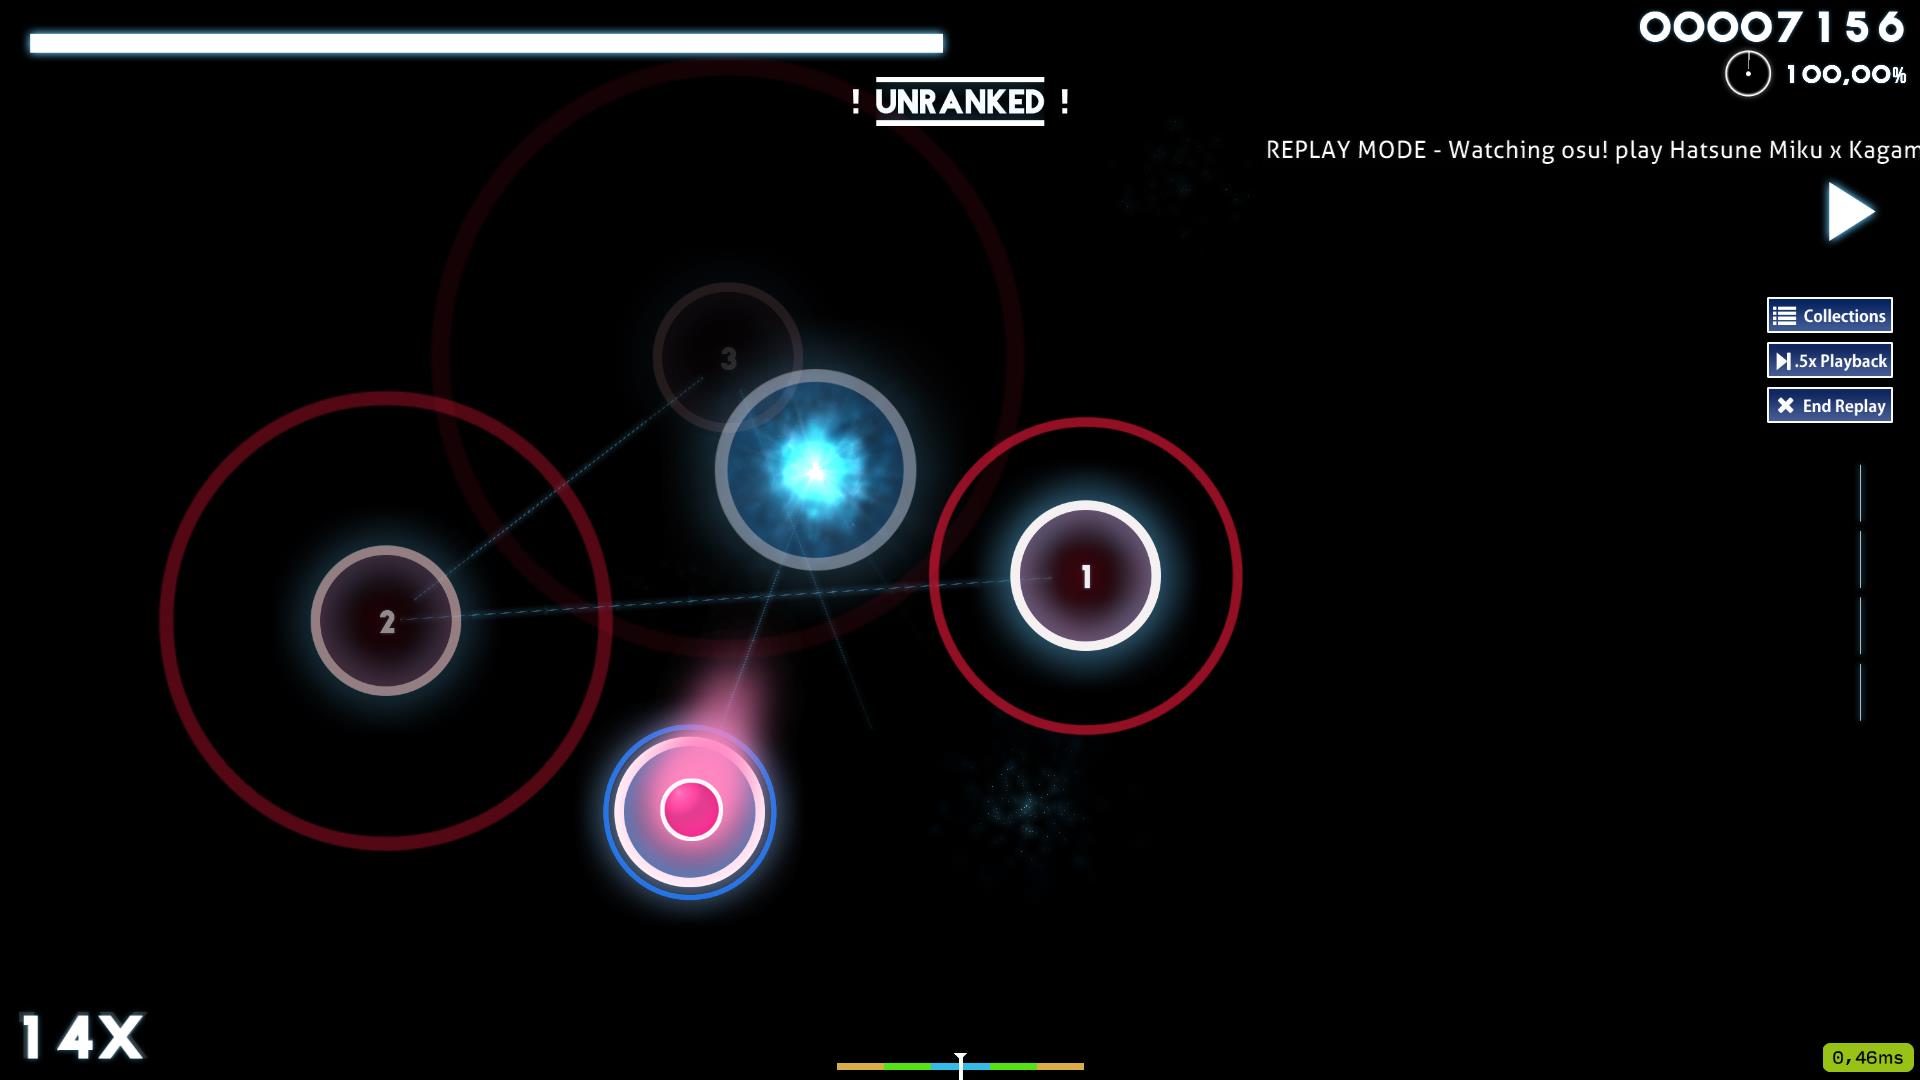 00007156
100,00%
! UNRANKED !
REPLAY MODE - Watching osu! play Hatsune Miku x Kagam
Collections
.5x Playback
End Replay
3
1
2
14X
0,46ms